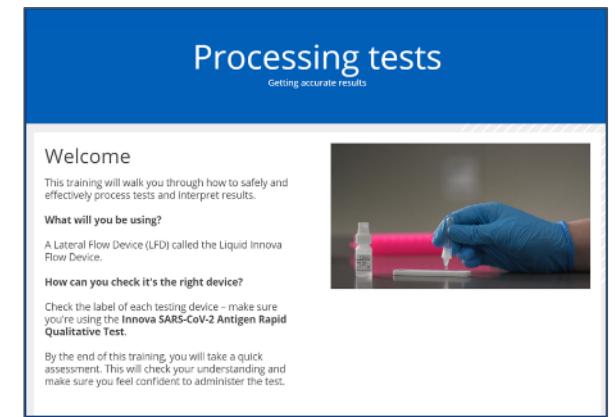 Processing tests
Getting accurate results
Welcome
This training will walk you through how to safely and
effectively process tests and interpret results.
What will you be using?
A Lateral Flow Device (LFD) called the Liquid Innova
Flow Device.
How can you check it's the right device?
Check the label of each testing device – make sure
you're using the Innova SARS-CoV-2 Antigen Rapid
Qualitative Test.
By the end of this training, you will take a quick
assessment. This will check your understanding and
make sure you feel confident to administer the test.